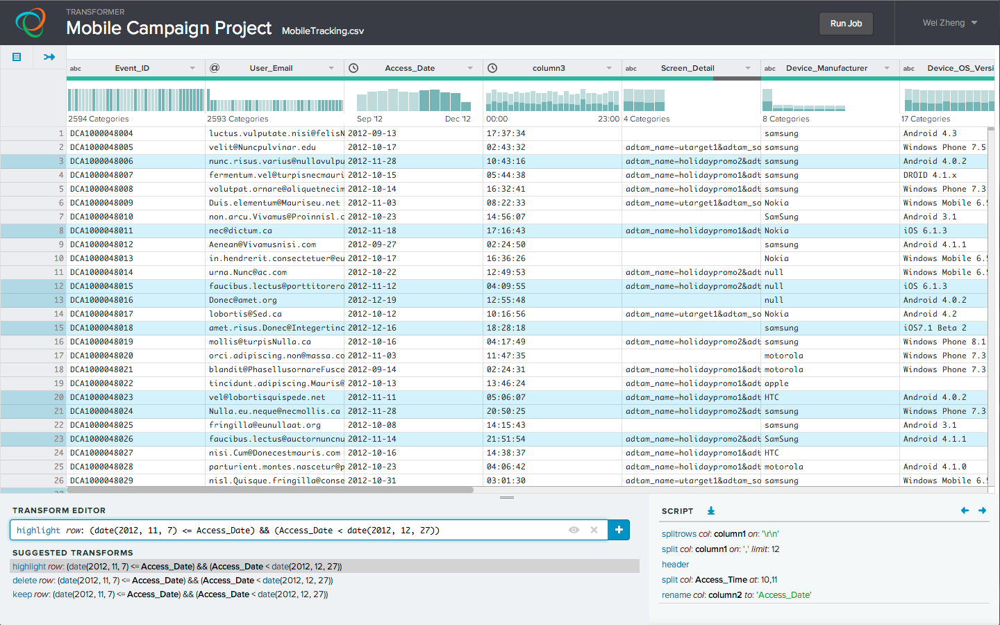 TRANSFORMER
Mobile Campaign Project MobileTracking.csv
Run Job
Wei Zheng
abc Event_ID @ User_Email Access_Date column3 abc Screen_Detail abc Device_Manufacturer abc Device_OS_Versi
2594 Categories 2593 Categories Sep '12 Dec '12 00:00 23:00 4 Categories 8 Categories 17 Categories
1 DCA1000048004 luctus.vulputate.nisi@felisN 2012-09-13 17:37:34 samsung Android 4.3
2 DCA1000048005 velit@Nuncpulvinar.edu 2012-10-17 02:43:32 adtam_name=utarget1&adtam_so samsung Windows Phone 7.5
3 DCA1000048006 nunc.risus.varius@nullavulpu 2012-11-28 10:43:16 adtam_name=holidaypromo2&adt samsung Android 4.0.2
4 DCA1000048007 fermentum.vel@turpisnecmauri 2012-10-15 05:44:38 adtam_name=holidaypromo1&adt samsung DROID 4.1.x
5 DCA1000048008 volutpat.ornare@aliquetnecim 2012-10-14 16:32:41 adtam_name=holidaypromo1&adt samsung Windows Phone 7.3
6 DCA1000048009 Duis.elementum@Mauriseu.net 2012-11-03 08:22:33 adtam_name=utarget1&adtam_so Nokia Windows Mobile 6.5
7 DCA1000048010 non.arcu.Vivamus@Proinnisl.c 2012-10-23 14:56:07 SamSung Android 3.1
8 DCA1000048011 nec@dictum.ca 2012-11-18 17:16:43 adtam_name=holidaypromo1&adt Nokia iOS 6.1.3
9 DCA1000048012 Aenean@Vivamusnisi.com 2012-09-27 02:24:50 samsung Android 4.1.1
10 DCA1000048013 in.hendrerit.consectetuer@eu 2012-10-17 16:36:26 Nokia Windows Mobile 6.5
11 DCA1000048014 urna.Nunc@ac.com 2012-10-22 12:49:53 adtam_name=holidaypromo2&adt null Windows Mobile 6.5
12 DCA1000048015 faucibus.lectus@porttitorero 2012-11-12 04:09:55 adtam_name=holidaypromo2&adt null iOS 6.1.3
13 DCA1000048016 Donec@amet.org 2012-12-19 12:55:48 null Android 4.0.2
14 DCA1000048017 lobortis@Sed.ca 2012-12-10 10:16:56 adtam_name=utarget1&adtam_so Nokia Android 4.2
15 DCA1000048018 amet.risus.Donec@Integertinc 2012-12-16 18:28:18 samsung iOS7.1 Beta 2
16 DCA1000048019 mollis@turpisNulla.ca 2012-10-16 04:17:49 adtam_name=holidaypromo2&adt samsung Windows Phone 8.1
17 DCA1000048020 orci.adipiscing.non@massa.co 2012-11-03 11:47:35 motorola Windows Phone 7.3
18 DCA1000048021 blandit@PhasellusornareFusce 2012-09-14 02:24:31 adtam_name=holidaypromo1&adt motorola Windows Phone 7.3
19 DCA1000048022 tincidunt.adipiscing.Mauris@ 2012-10-13 13:46:24 adtam_name=holidaypromo1&adt apple
20 DCA1000048023 vel@lobortisquispede.net 2012-11-11 05:06:07 adtam_name=holidaypromo1&adt HTC Android 4.0.2
21 DCA1000048024 Nulla.eu.neque@necmollis.ca 2012-11-28 20:50:25 adtam_name=holidaypromo2&adt samsung Windows Phone 7.3
22 DCA1000048025 fringilla@eunullaat.org 2012-10-08 14:15:43 samsung Android 3.1
23 DCA1000048026 faucibus.lectus@auctornuncnu 2012-11-14 21:51:54 adtam_name=holidaypromo2&adt SamSung Android 4.1.1
24 DCA1000048027 nisi.Cum@Donecestmauris.com 2012-10-16 14:38:37 adtam_name=holidaypromo1&adt HTC
25 DCA1000048028 parturient.montes.nascetur@p 2012-10-23 04:06:42 adtam_name=holidaypromo1&adt motorola Android 4.1.0
26 DCA1000048029 nisl.Quisque.fringilla@conse 2012-10-31 03:01:30 adtam_name=utarget1&adtam_so samsung Windows Mobile 6.5
TRANSFORM EDITOR
highlight row: (date(2012, 11, 7) <= Access_Date) && (Access_Date < date(2012, 12, 27))
SUGGESTED TRANSFORMS
highlight row: (date(2012, 11, 7) <= Access_Date) && (Access_Date < date(2012, 12, 27))
delete row: (date(2012, 11, 7) <= Access_Date) && (Access_Date < date(2012, 12, 27))
keep row: (date(2012, 11, 7) <= Access_Date) && (Access_Date < date(2012, 12, 27))
SCRIPT
splitrows col: column1 on: '\r\n'
split col: column1 on: ',' limit: 12
header
split col: Access_Time at: 10,11
rename col: column2 to: 'Access_Date'